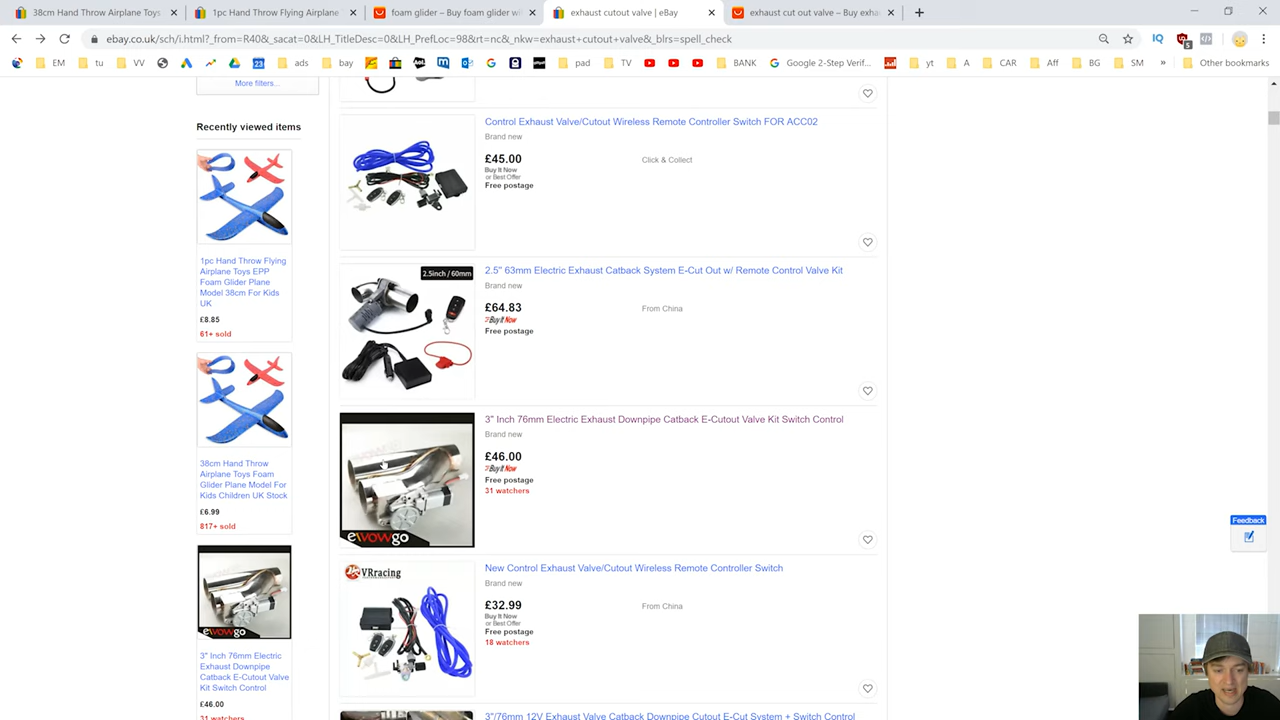 38cm Hand Throw Airplane Toys
1pc Hand Throw Flying Airplane
foam glider – Buy foam glider w
exhaust cutout valve | eBay
exhaust cut out valve – Buy exha
ebay.co.uk/sch/i.html?_from=R40&_sacat=0&LH_TitleDesc=0&LH_PrefLoc=98&rt=nc&_nkw=exhaust+cutout+valve&_blrs=spell_check
EM
tu
VV
ads
bay
pad
TV
BANK
Google 2-Step Verif...
yt
A
CAR
Aff
BG
SM
»
Other bookmarks
More filters...
Recently viewed items
1pc Hand Throw Flying
Airplane Toys EPP
Foam Glider Plane
Model 38cm For Kids
UK
£8.85
61+ sold
38cm Hand Throw
Airplane Toys Foam
Glider Plane Model For
Kids Children UK Stock
£6.99
817+ sold
ewowgo
3" Inch 76mm Electric
Exhaust Downpipe
Catback E-Cutout Valve
Kit Switch Control
£46.00
31 watchers
Control Exhaust Valve/Cutout Wireless Remote Controller Switch FOR ACC02
Brand new
£45.00
Click & Collect
Buy It Now
or Best Offer
Free postage
2.5inch / 60mm
2.5'' 63mm Electric Exhaust Catback System E-Cut Out w/ Remote Control Valve Kit
Brand new
£64.83
From China
Buy It Now
Free postage
3" Inch 76mm Electric Exhaust Downpipe Catback E-Cutout Valve Kit Switch Control
Brand new
£46.00
Buy It Now
Free postage
31 watchers
ewowgo
VRracing
New Control Exhaust Valve/Cutout Wireless Remote Controller Switch
Brand new
£32.99
From China
Buy It Now
or Best Offer
Free postage
18 watchers
3"/76mm 12V Exhaust Valve Catback Downpipe Cutout E-Cut System + Switch Control
Feedback